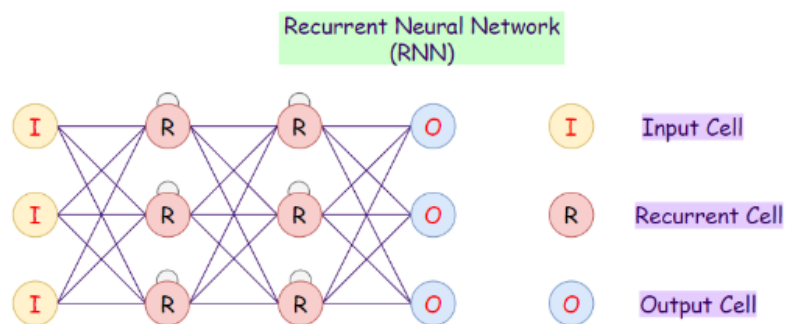 Recurrent Neural Network
(RNN)
I R R O I Input Cell
I R R O R Recurrent Cell
I R R O O Output Cell